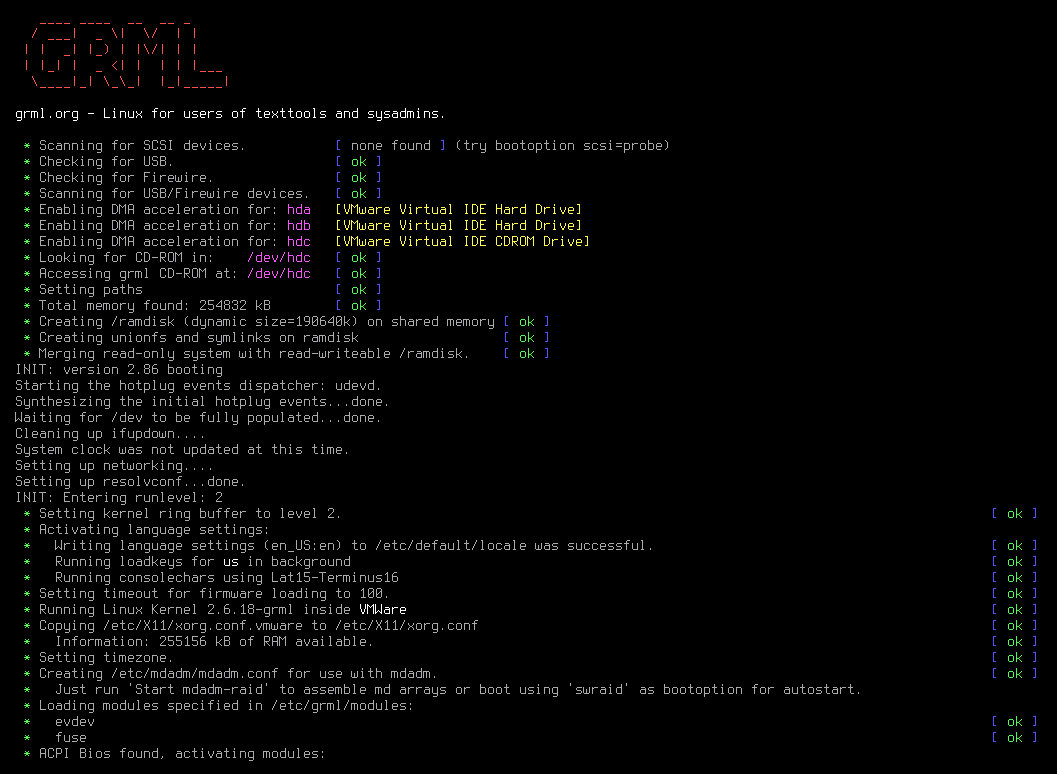 GRML
grml.org - Linux for users of texttools and sysadmins.
* Scanning for SCSI devices. [ none found ] (try bootoption scsi=probe)
* Checking for USB. [ ok ]
* Checking for Firewire. [ ok ]
* Scanning for USB/Firewire devices. [ ok ]
* Enabling DMA acceleration for: hda [VMware Virtual IDE Hard Drive]
* Enabling DMA acceleration for: hdb [VMware Virtual IDE Hard Drive]
* Enabling DMA acceleration for: hdc [VMware Virtual IDE CDROM Drive]
* Looking for CD-ROM in: /dev/hdc [ ok ]
* Accessing grml CD-ROM at: /dev/hdc [ ok ]
* Setting paths [ ok ]
* Total memory found: 254832 kB [ ok ]
* Creating /ramdisk (dynamic size=190640k) on shared memory [ ok ]
* Creating unionfs and symlinks on ramdisk [ ok ]
* Merging read-only system with read-writeable /ramdisk. [ ok ]
INIT: version 2.86 booting
Starting the hotplug events dispatcher: udevd.
Synthesizing the initial hotplug events...done.
Waiting for /dev to be fully populated...done.
Cleaning up ifupdown....
System clock was not updated at this time.
Setting up networking....
Setting up resolvconf...done.
INIT: Entering runlevel: 2
* Setting kernel ring buffer to level 2. [ ok ]
* Activating language settings:
* Writing language settings (en_US:en) to /etc/default/locale was successful. [ ok ]
* Running loadkeys for us in background [ ok ]
* Running consolechars using Lat15-Terminus16 [ ok ]
* Setting timeout for firmware loading to 100. [ ok ]
* Running Linux Kernel 2.6.18-grml inside VMWare [ ok ]
* Copying /etc/X11/xorg.conf.vmware to /etc/X11/xorg.conf [ ok ]
* Information: 255156 kB of RAM available. [ ok ]
* Setting timezone. [ ok ]
* Creating /etc/mdadm/mdadm.conf for use with mdadm. [ ok ]
* Just run 'Start mdadm-raid' to assemble md arrays or boot using 'swraid' as bootoption for autostart.
* Loading modules specified in /etc/grml/modules:
* evdev [ ok ]
* fuse [ ok ]
* ACPI Bios found, activating modules: